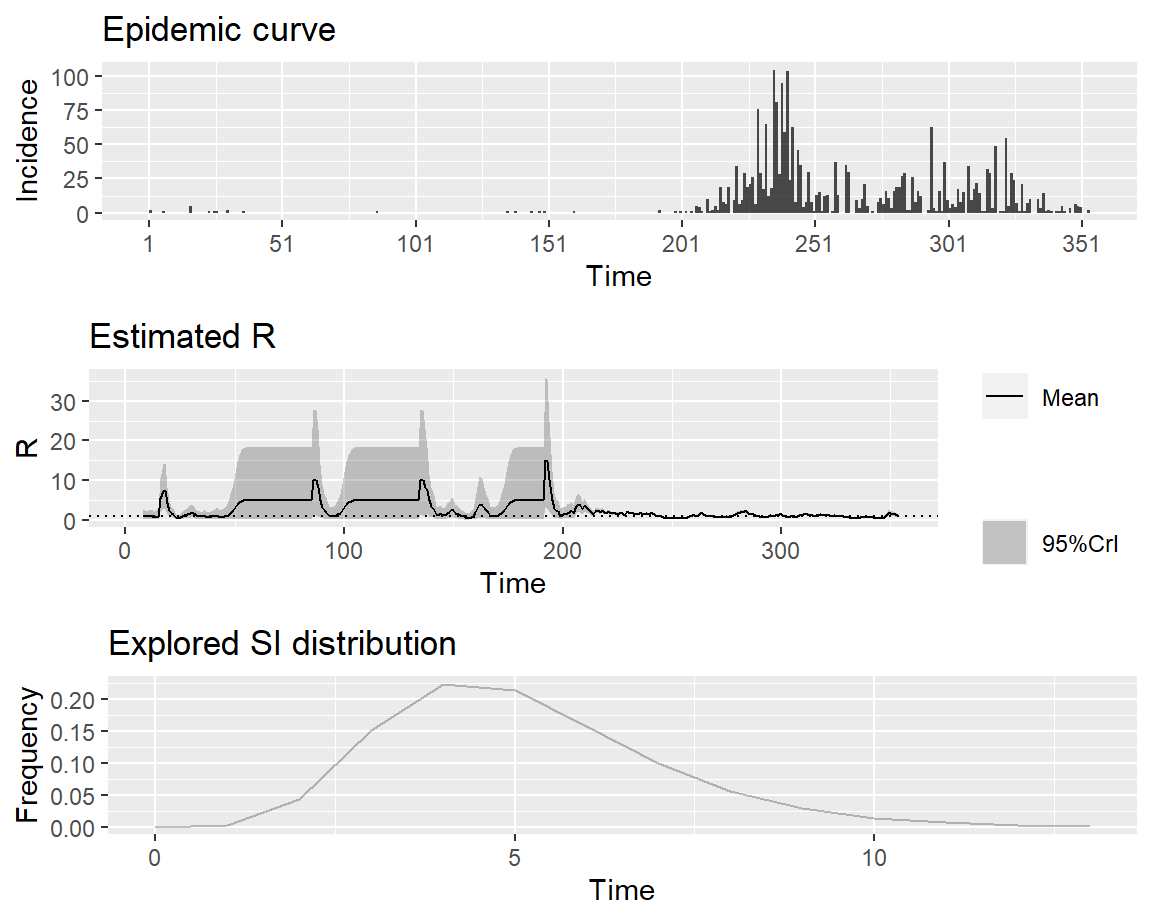 Epidemic curve
Incidence
100
75
50
25
0
1 51 101 151 201 251 301 351
Time
Estimated R
R
30
20
10
0
0 100 200 300
Time
Mean
95%CrI
Explored SI distribution
Frequency
0.20
0.15
0.10
0.05
0.00
0 5 10
Time